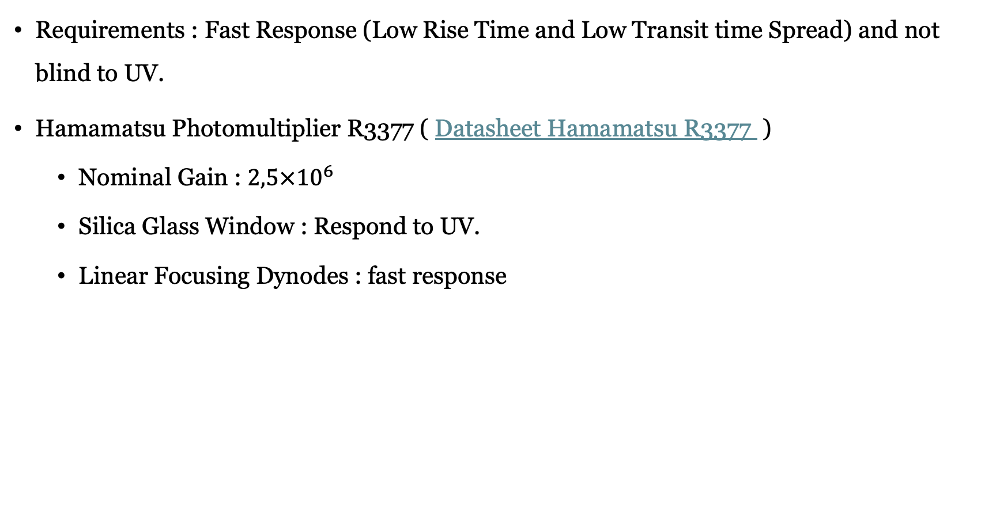 • Requirements : Fast Response (Low Rise Time and Low Transit time Spread) and not
blind to UV.
• Hamamatsu Photomultiplier R3377 ( Datasheet Hamamatsu R3377 )
• Nominal Gain : 2,5×10⁶
• Silica Glass Window : Respond to UV.
• Linear Focusing Dynodes : fast response